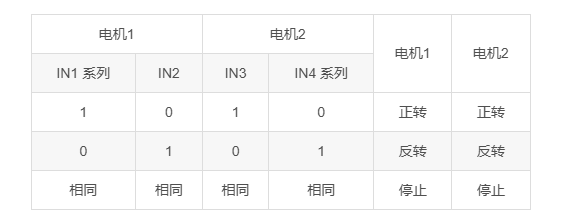 电机1 电机2 电机1 电机2
IN1 系列 IN2 IN3 IN4 系列
1 0 1 0 正转 正转
0 1 0 1 反转 反转
相同 相同 相同 相同 停止 停止